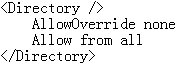 <Directory />
    AllowOverride none
    Allow from all
</Directory>